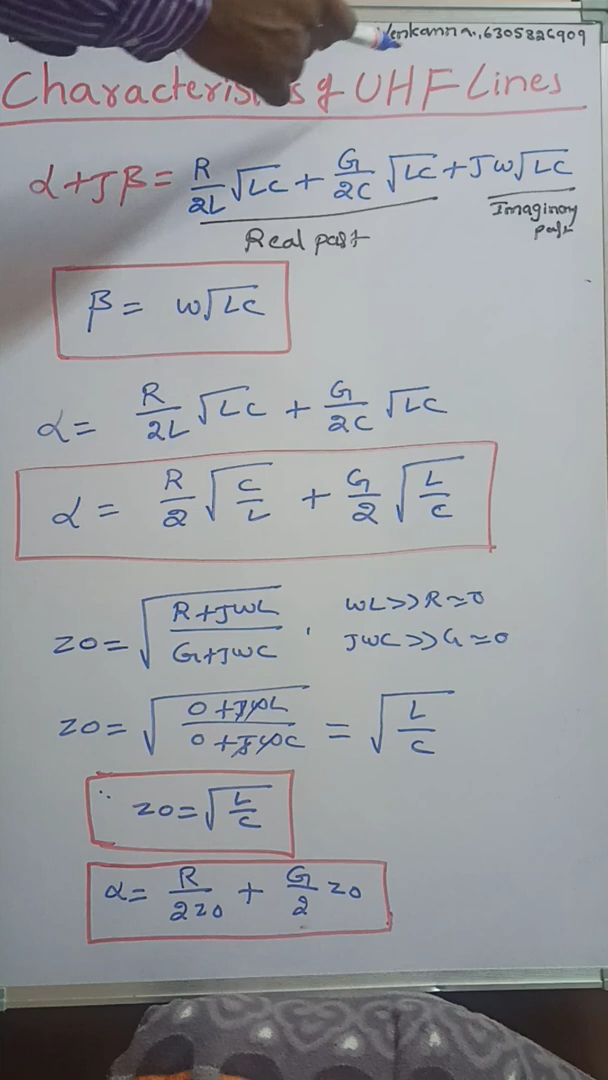 Venkanna,6305826909
Characteristics of UHF Lines
α+Jβ= R/2L √LC + G/2C √LC + Jω√LC
Real part
Imaginary part
β = ω√LC
α= R/2L √LC + G/2C √LC
α = R/2 √C/L + G/2 √L/C
Z0= √R+JωL/G+JωC , ωL>>R≈0
JωC>>G≈0
Z0= √0+JωL/0+JωC = √L/C
∴ Z0=√L/C
α= R/2Z0 + G/2 Z0